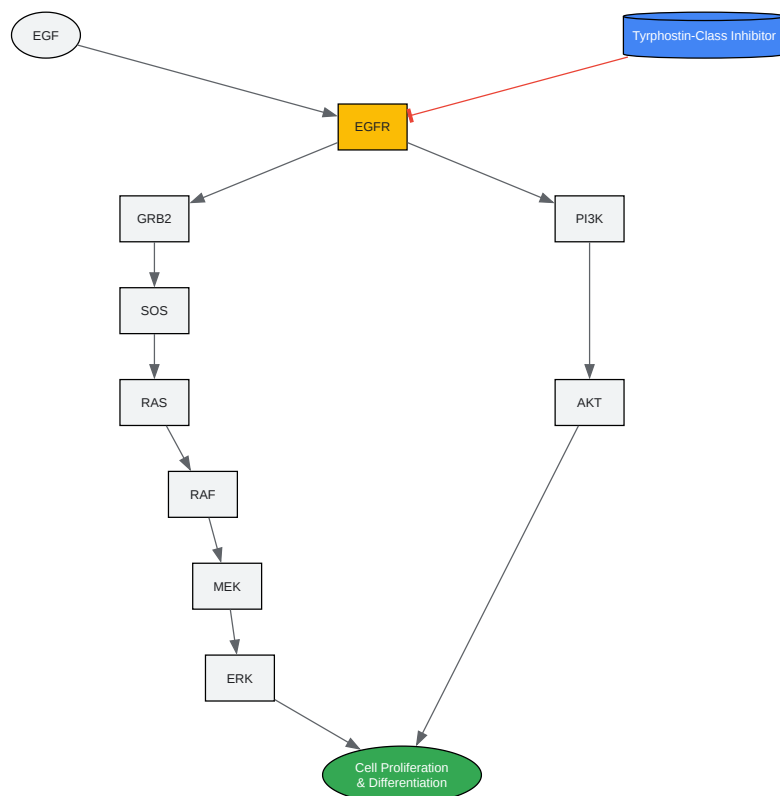 EGF
Tyrphostin-Class Inhibitor
EGFR
GRB2
PI3K
SOS
RAS
AKT
RAF
MEK
ERK
Cell Proliferation
& Differentiation